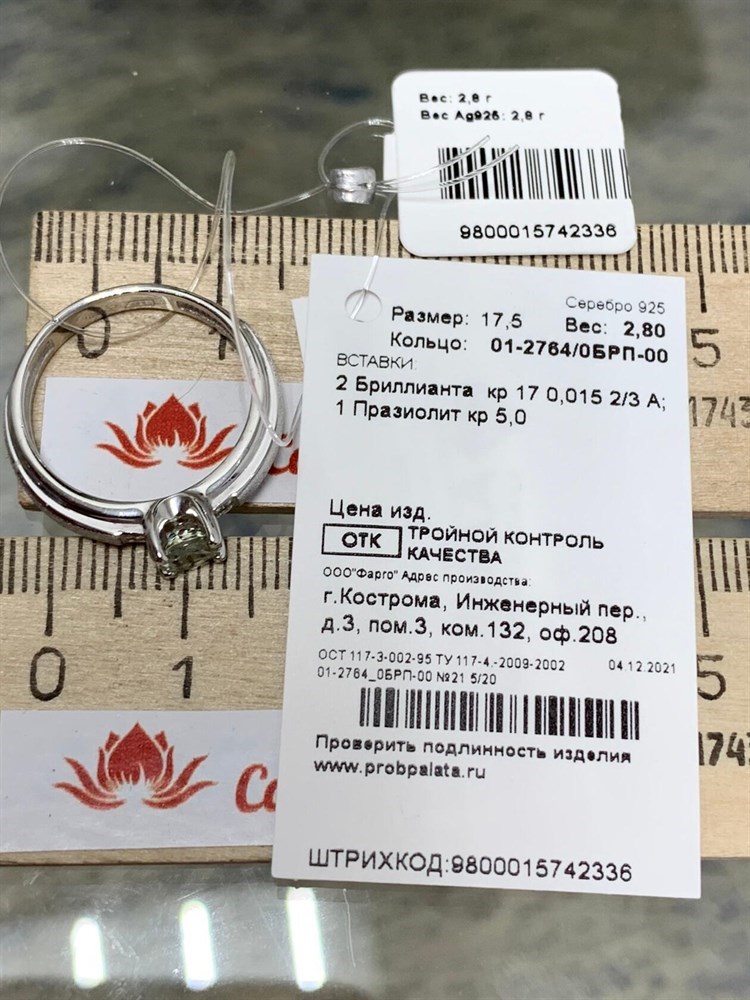 Вес: 2,8 г
Вес Ag925: 2,8 г
9800015742336
Серебро 925
Размер: 17,5 Вес: 2,80
Кольцо: 01-2764/0БРП-00
ВСТАВКИ:
2 Бриллианта кр 17 0,015 2/3 А;
1 Празиолит кр 5,0
Цена изд.
ОТК ТРОЙНОЙ КОНТРОЛЬ
КАЧЕСТВА
ООО"Фарго" Адрес производства:
г.Кострома, Инженерный пер.,
д.3, пом.3, ком.132, оф.208
ОСТ 117-3-002-95 ТУ 117-4.-2009-2002 04.12.2021
01-2764_0БРП-00 №21 5/20
Проверить подлинность изделия
www.probpalata.ru
ШТРИХКОД:9800015742336
0 5
1743
0 1 5
1743